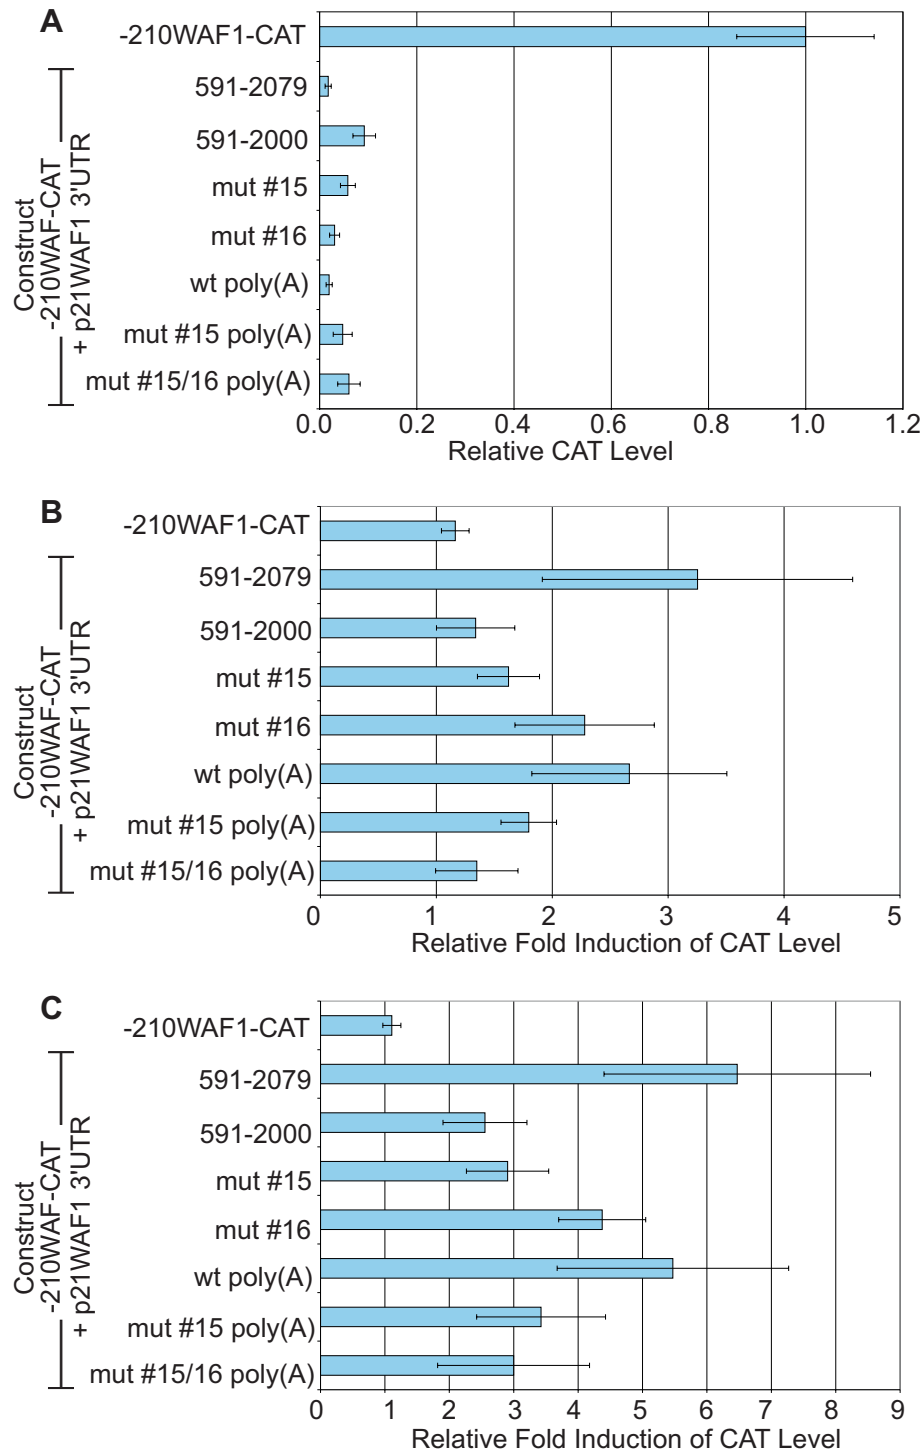 A
-210WAF1-CAT
591-2079
591-2000
mut #15
mut #16
wt poly(A)
mut #15 poly(A)
mut #15/16 poly(A)
Construct
-210WAF-CAT
+ p21WAF1 3'UTR
0.0 0.2 0.4 0.6 0.8 1.0 1.2
Relative CAT Level
B
-210WAF1-CAT
591-2079
591-2000
mut #15
mut #16
wt poly(A)
mut #15 poly(A)
mut #15/16 poly(A)
Construct
-210WAF-CAT
+ p21WAF1 3'UTR
0 1 2 3 4 5
Relative Fold Induction of CAT Level
C
-210WAF1-CAT
591-2079
591-2000
mut #15
mut #16
wt poly(A)
mut #15 poly(A)
mut #15/16 poly(A)
Construct
-210WAF-CAT
+ p21WAF1 3'UTR
0 1 2 3 4 5 6 7 8 9
Relative Fold Induction of CAT Level